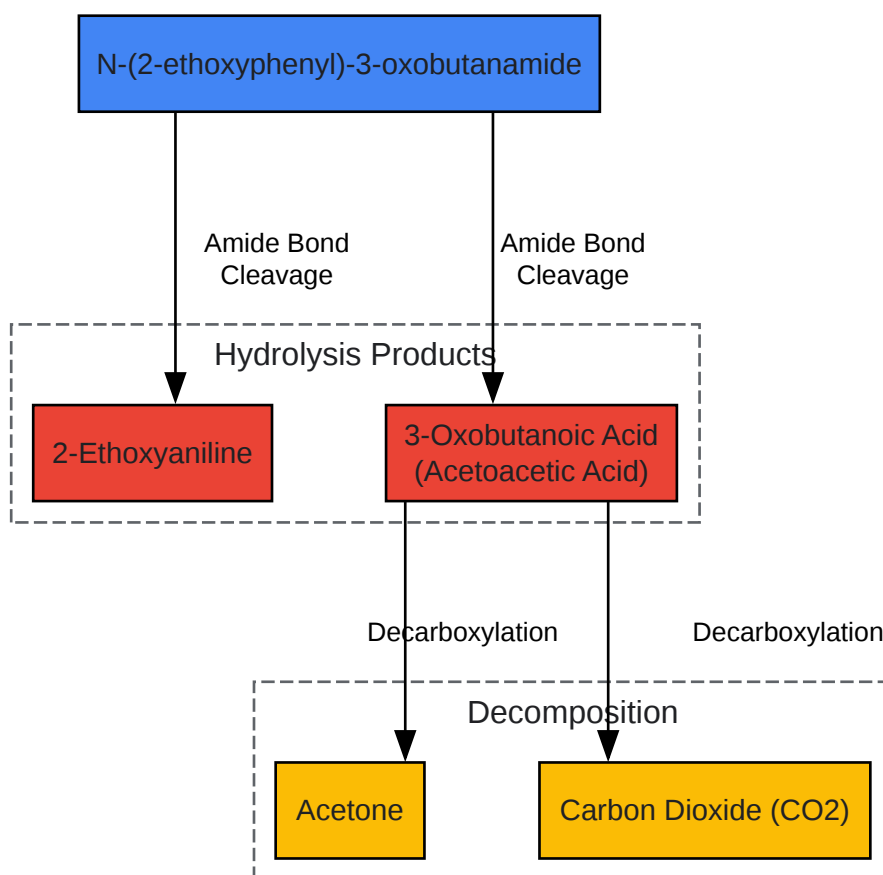 N-(2-ethoxyphenyl)-3-oxobutanamide
Amide Bond
Cleavage
Amide Bond
Cleavage
Hydrolysis Products
2-Ethoxyaniline
3-Oxobutanoic Acid
(Acetoacetic Acid)
Decarboxylation
Decarboxylation
Decomposition
Acetone
Carbon Dioxide (CO2)